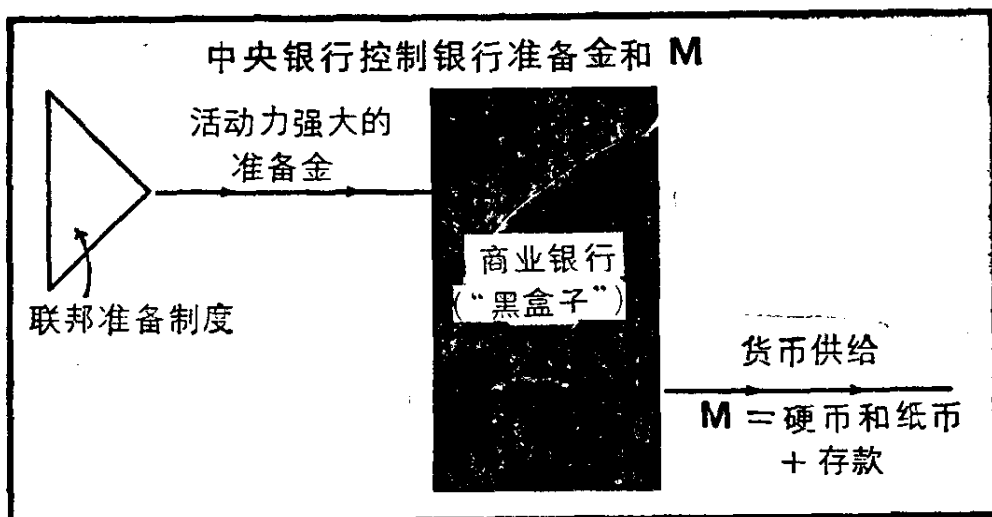 中央银行控制银行准备金和 M
活动力强大的
准备金
联邦准备制度
商业银行
(“黑盒子”)
货币供给
M = 硬币和纸币
+ 存款